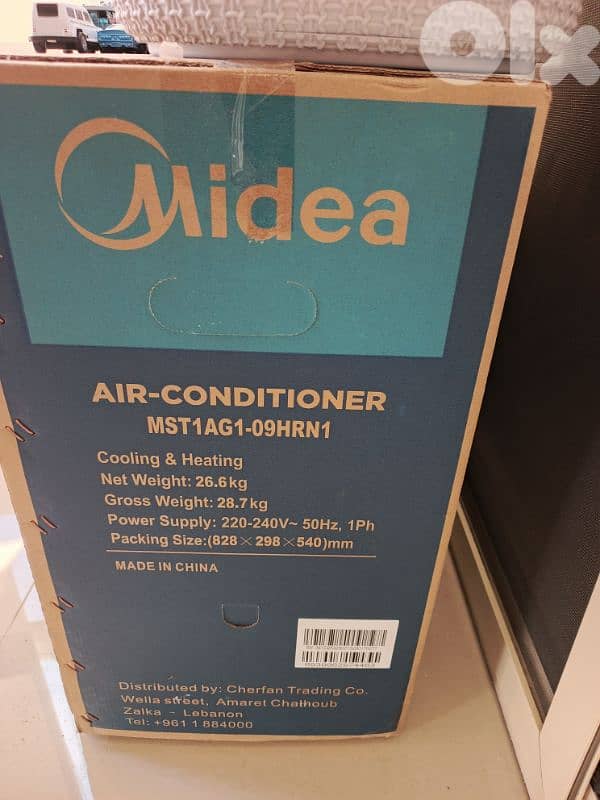 olx
Midea
AIR-CONDITIONER
MST1AG1-09HRN1
Cooling & Heating
Net Weight: 26.6kg
Gross Weight: 28.7kg
Power Supply: 220-240V~ 50Hz, 1Ph
Packing Size:(828×298×540)mm
MADE IN CHINA
Distributed by: Cherfan Trading Co.
Wella street, Amaret Chalhoub
Zalka - Lebanon
Tel: +961 1 884000